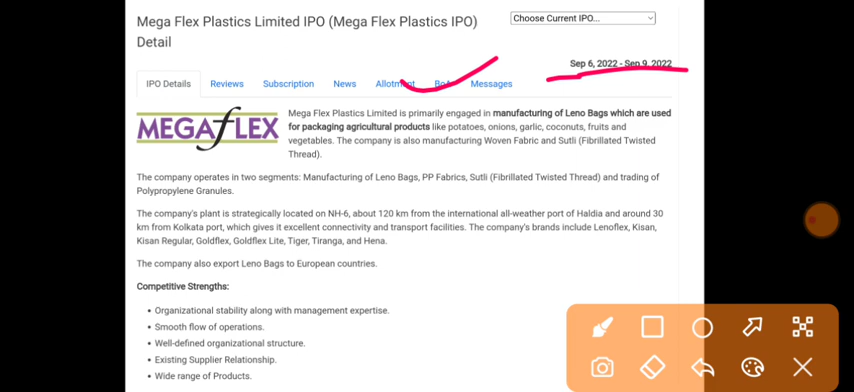 Mega Flex Plastics Limited IPO (Mega Flex Plastics IPO)
Detail
Choose Current IPO...
Sep 6, 2022 - Sep 9, 2022
IPO Details Reviews Subscription News Allotment Messages
MEGAfLEX
Mega Flex Plastics Limited is primarily engaged in manufacturing of Leno Bags which are used
for packaging agricultural products like potatoes, onions, garlic, coconuts, fruits and
vegetables. The company is also manufacturing Woven Fabric and Sutli (Fibrillated Twisted
Thread).
The company operates in two segments: Manufacturing of Leno Bags, PP Fabrics, Sutli (Fibrillated Twisted Thread) and trading of
Polypropylene Granules.
The company's plant is strategically located on NH-6, about 120 km from the international all-weather port of Haldia and around 30
km from Kolkata port, which gives it excellent connectivity and transport facilities. The company's brands include Lenoflex, Kisan,
Kisan Regular, Goldflex, Goldflex Lite, Tiger, Tiranga, and Hena.
The company also export Leno Bags to European countries.
Competitive Strengths:
• Organizational stability along with management expertise.
• Smooth flow of operations.
• Well-defined organizational structure.
• Existing Supplier Relationship.
• Wide range of Products.